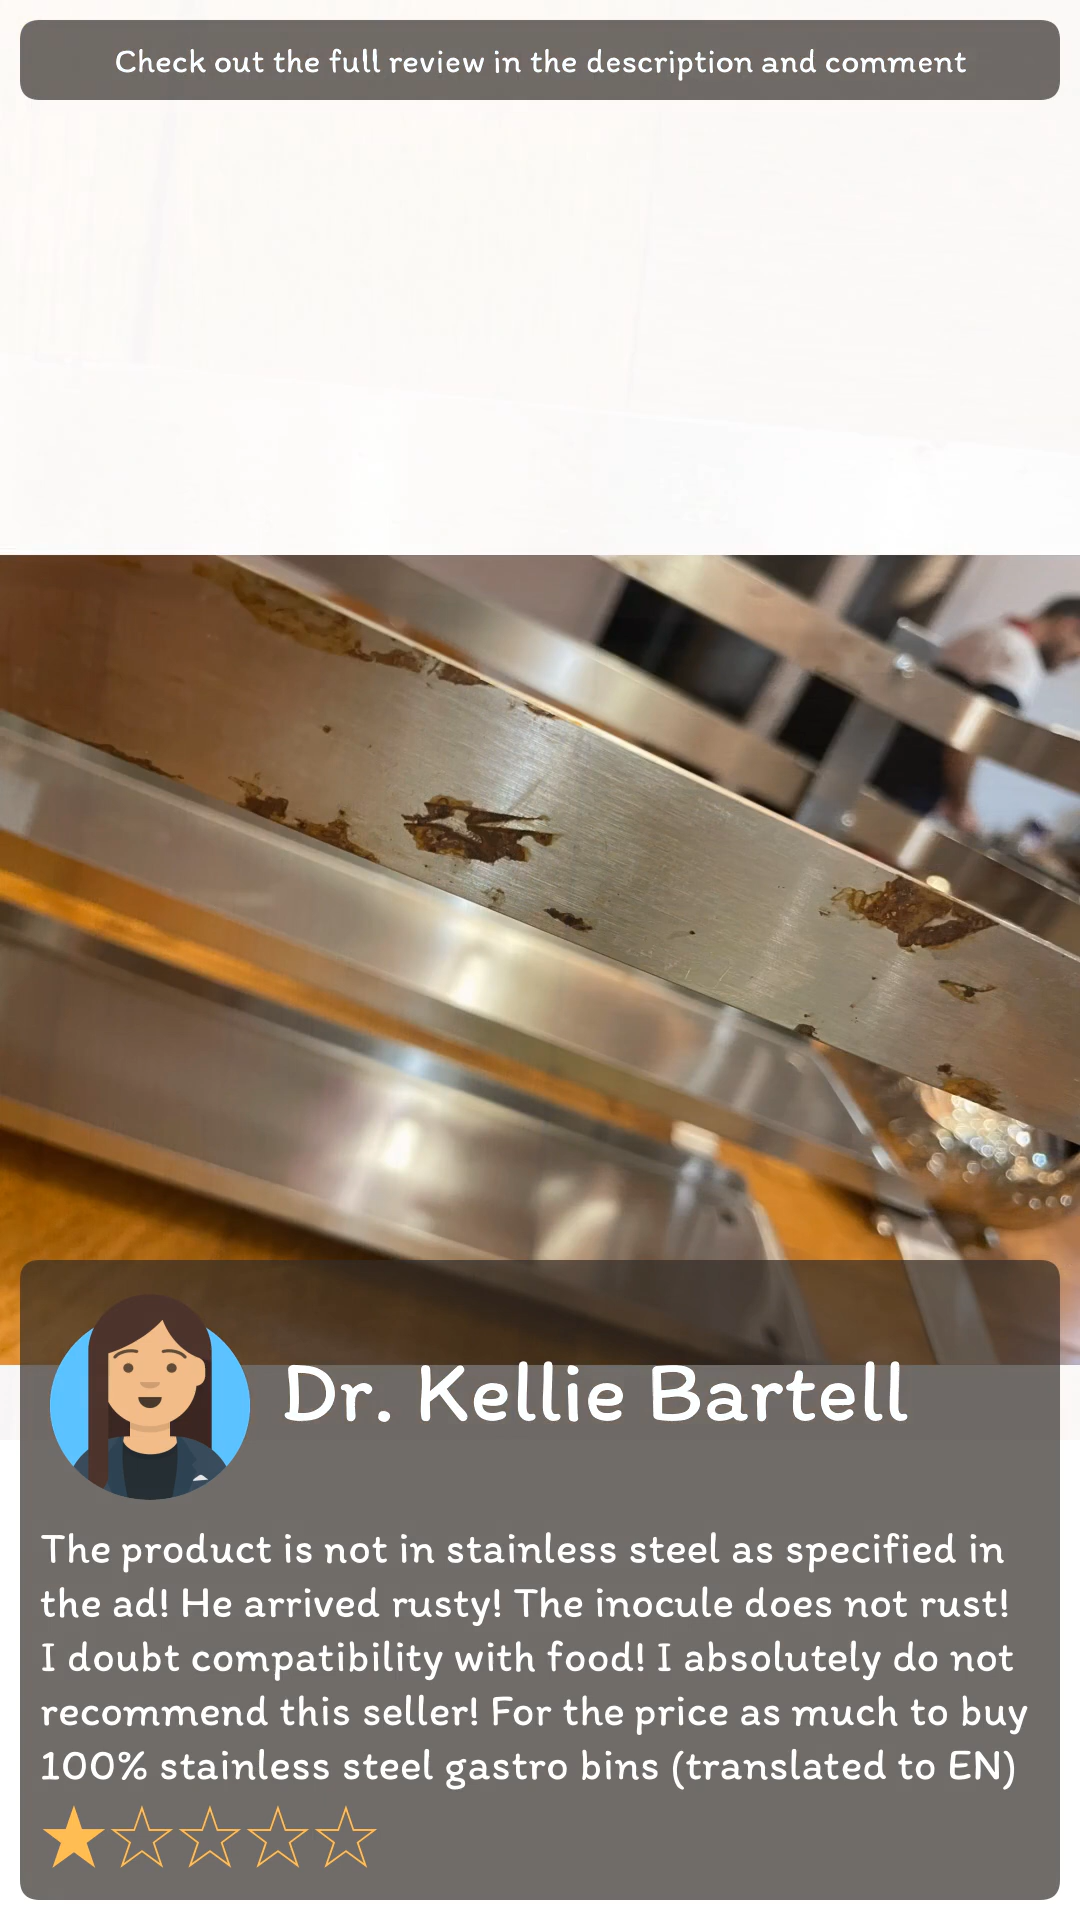 Check out the full review in the description and comment
Dr. Kellie Bartell
The product is not in stainless steel as specified in
the ad! He arrived rusty! The inocule does not rust!
I doubt compatibility with food! I absolutely do not
recommend this seller! For the price as much to buy
100% stainless steel gastro bins (translated to EN)